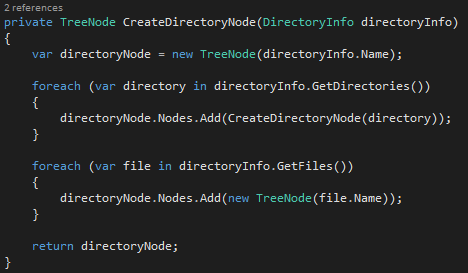 2 references
private TreeNode CreateDirectoryNode(DirectoryInfo directoryInfo)
{
    var directoryNode = new TreeNode(directoryInfo.Name);

    foreach (var directory in directoryInfo.GetDirectories())
    {
        directoryNode.Nodes.Add(CreateDirectoryNode(directory));
    }

    foreach (var file in directoryInfo.GetFiles())
    {
        directoryNode.Nodes.Add(new TreeNode(file.Name));
    }

    return directoryNode;
}